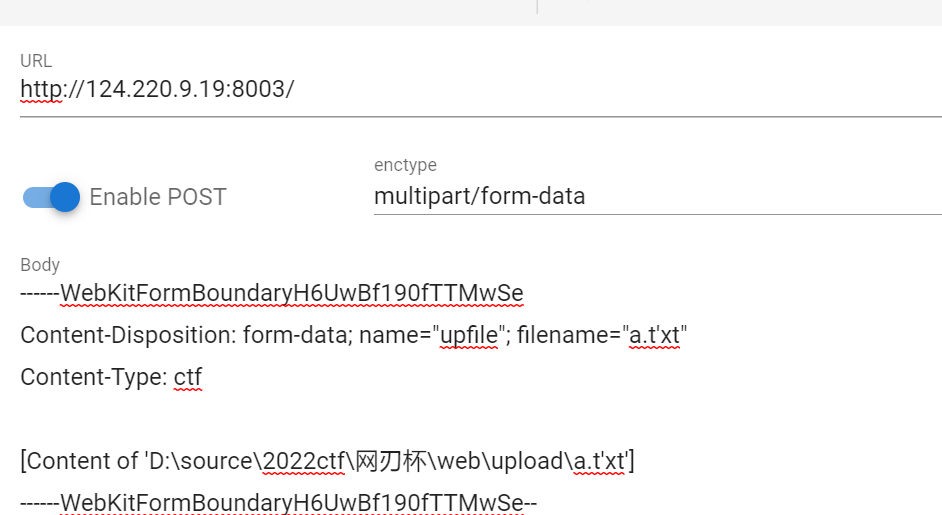 URL
http://124.220.9.19:8003/
Enable POST
enctype
multipart/form-data
Body
------WebKitFormBoundaryH6UwBf190fTTMwSe
Content-Disposition: form-data; name="upfile"; filename="a.t'xt"
Content-Type: ctf
[Content of 'D:\source\2022ctf\网刃杯\web\upload\a.t'xt']
------WebKitFormBoundaryH6UwBf190fTTMwSe--